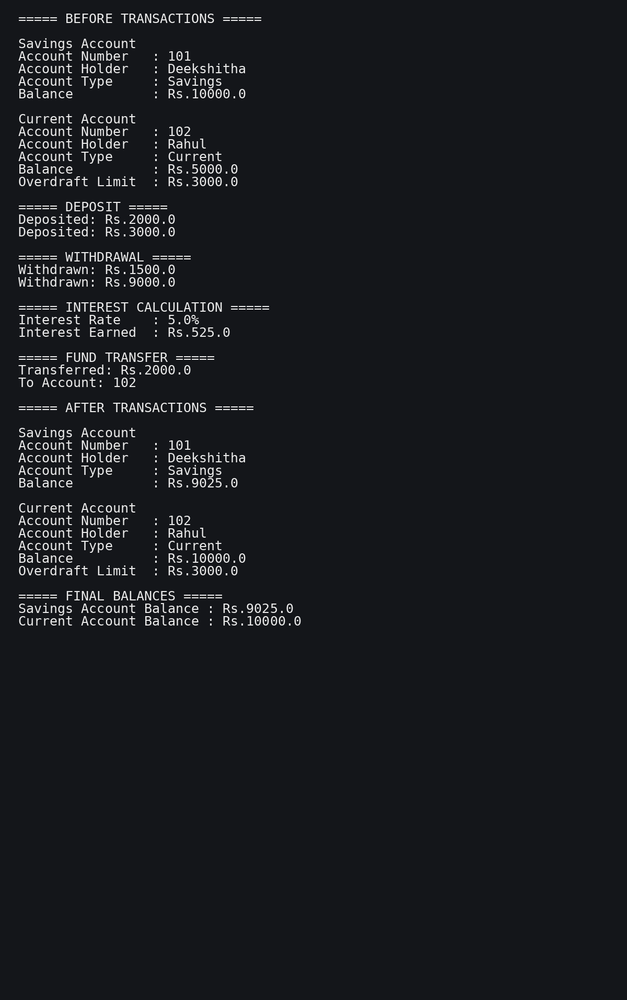 ===== BEFORE TRANSACTIONS =====
Savings Account
Account Number   : 101
Account Holder   : Deekshitha
Account Type     : Savings
Balance          : Rs.10000.0
Current Account
Account Number   : 102
Account Holder   : Rahul
Account Type     : Current
Balance          : Rs.5000.0
Overdraft Limit  : Rs.3000.0
===== DEPOSIT =====
Deposited: Rs.2000.0
Deposited: Rs.3000.0
===== WITHDRAWAL =====
Withdrawn: Rs.1500.0
Withdrawn: Rs.9000.0
===== INTEREST CALCULATION =====
Interest Rate    : 5.0%
Interest Earned  : Rs.525.0
===== FUND TRANSFER =====
Transferred: Rs.2000.0
To Account: 102
===== AFTER TRANSACTIONS =====
Savings Account
Account Number   : 101
Account Holder   : Deekshitha
Account Type     : Savings
Balance          : Rs.9025.0
Current Account
Account Number   : 102
Account Holder   : Rahul
Account Type     : Current
Balance          : Rs.10000.0
Overdraft Limit  : Rs.3000.0
===== FINAL BALANCES =====
Savings Account Balance : Rs.9025.0
Current Account Balance : Rs.10000.0